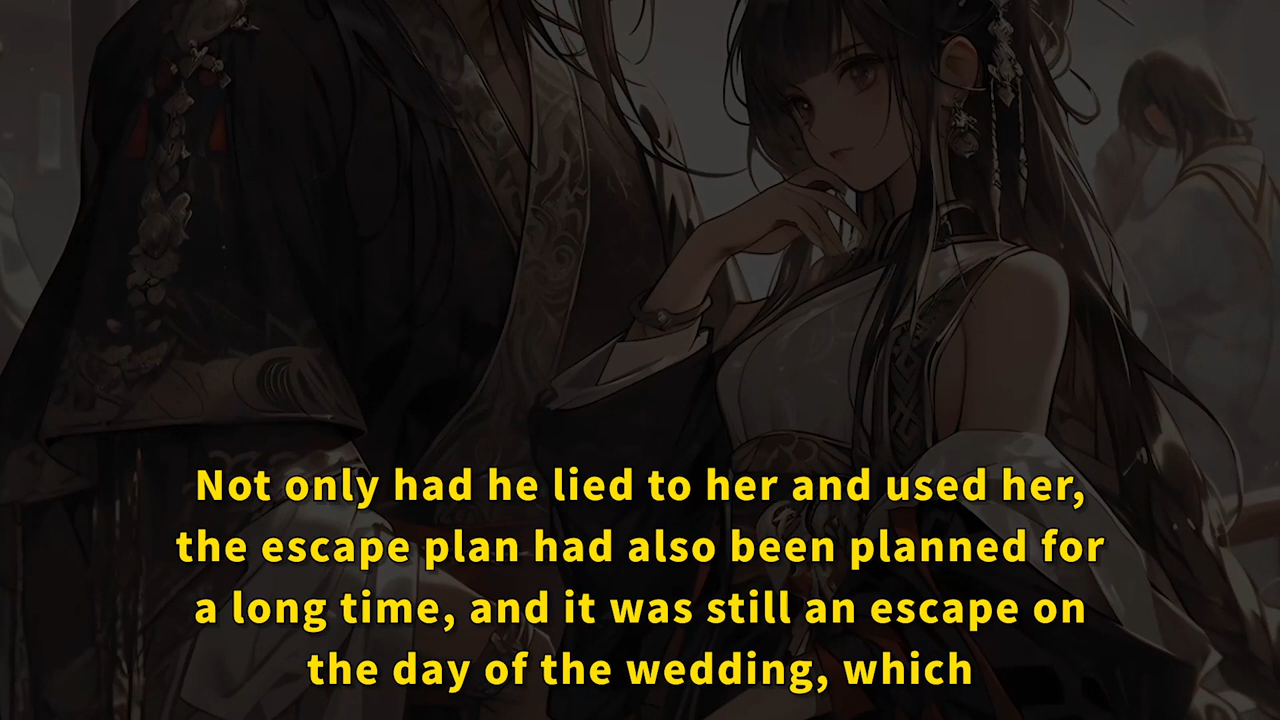 Not only had he lied to her and used her,
the escape plan had also been planned for
a long time, and it was still an escape on
the day of the wedding, which